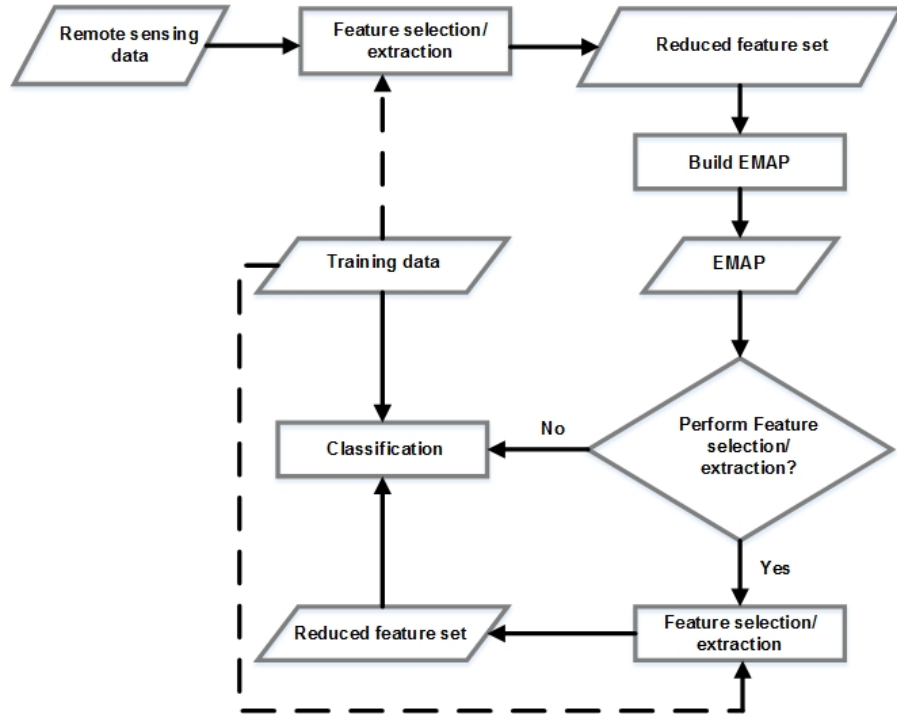 Remote sensing
data
Feature selection/
extraction
Reduced feature set
Build EMAP
Training data
EMAP
Perform Feature
selection/
extraction?
No
Classification
Yes
Reduced feature set
Feature selection/
extraction